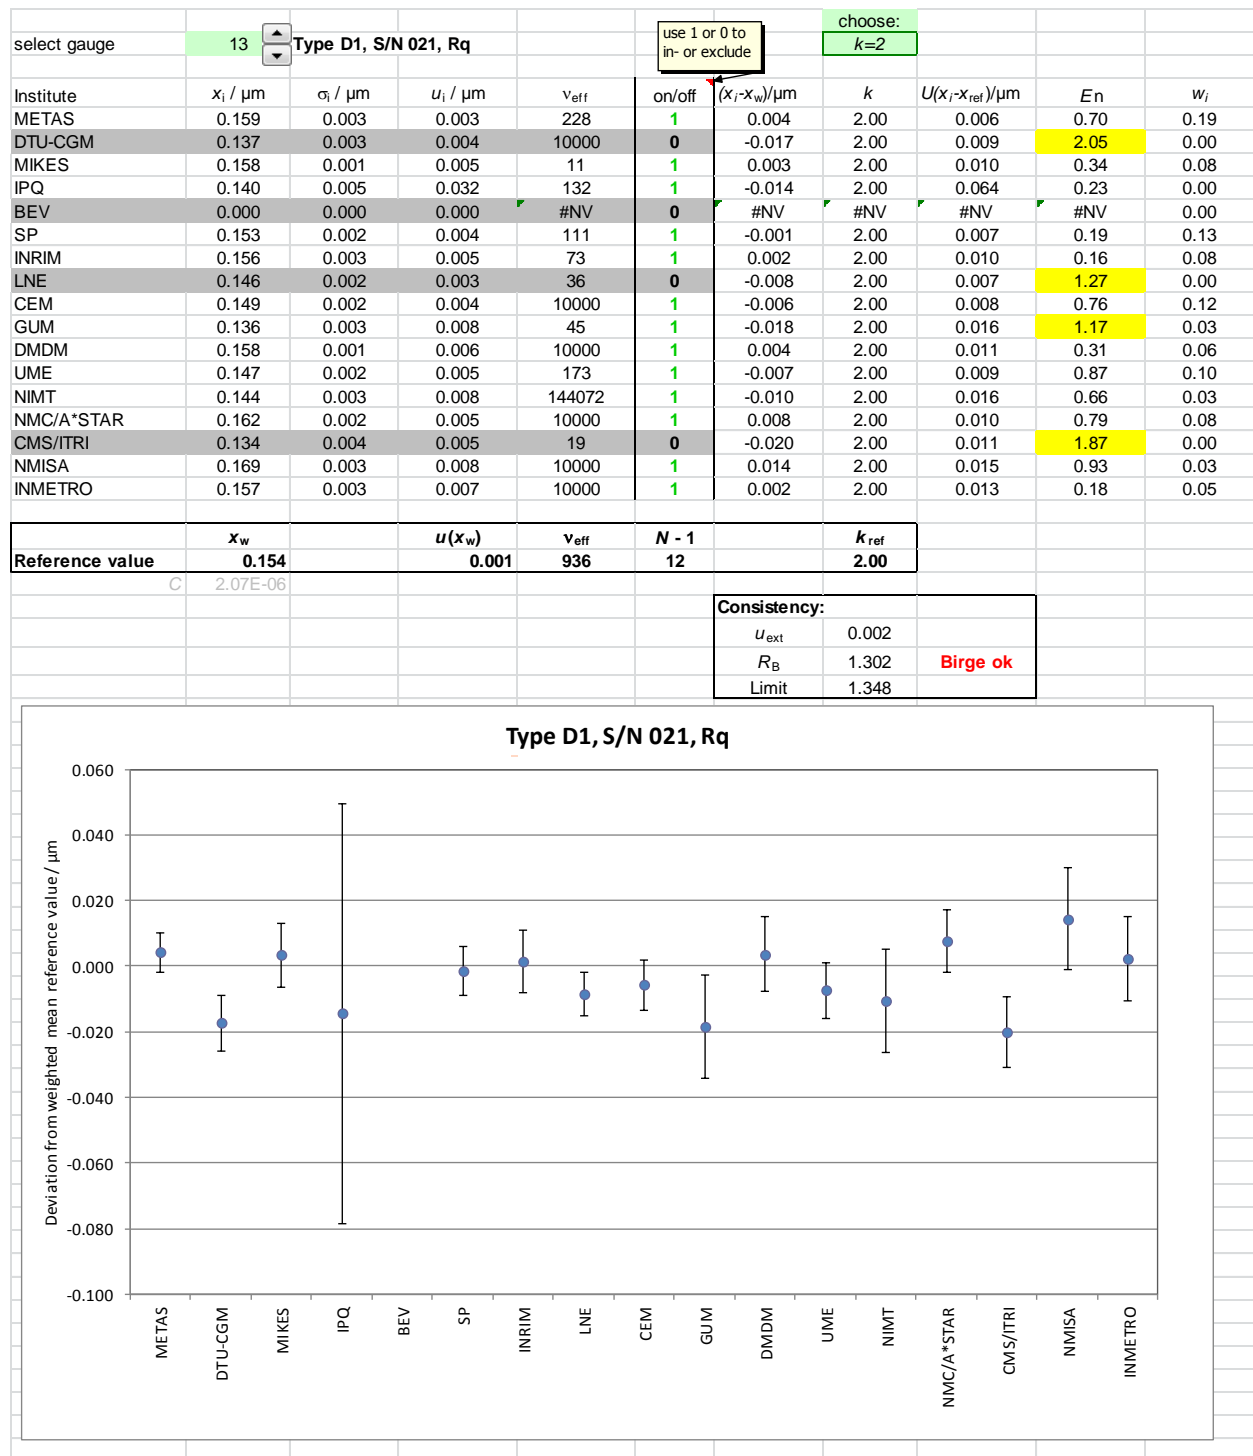 choose:
select gauge 13 Type D1, S/N 021, Rq use 1 or 0 to in- or exclude k=2
Institute xi / µm σi / µm ui / µm νeff on/off (xi-xw)/µm k U(xi-xref)/µm En wi
METAS 0.159 0.003 0.003 228 1 0.004 2.00 0.006 0.70 0.19
DTU-CGM 0.137 0.003 0.004 10000 0 -0.017 2.00 0.009 2.05 0.00
MIKES 0.158 0.001 0.005 11 1 0.003 2.00 0.010 0.34 0.08
IPQ 0.140 0.005 0.032 132 1 -0.014 2.00 0.064 0.23 0.00
BEV 0.000 0.000 0.000 #NV 0 #NV #NV #NV #NV 0.00
SP 0.153 0.002 0.004 111 1 -0.001 2.00 0.007 0.19 0.13
INRIM 0.156 0.003 0.005 73 1 0.002 2.00 0.010 0.16 0.08
LNE 0.146 0.002 0.003 36 0 -0.008 2.00 0.007 1.27 0.00
CEM 0.149 0.002 0.004 10000 1 -0.006 2.00 0.008 0.76 0.12
GUM 0.136 0.003 0.008 45 1 -0.018 2.00 0.016 1.17 0.03
DMDM 0.158 0.001 0.006 10000 1 0.004 2.00 0.011 0.31 0.06
UME 0.147 0.002 0.005 173 1 -0.007 2.00 0.009 0.87 0.10
NIMT 0.144 0.003 0.008 144072 1 -0.010 2.00 0.016 0.66 0.03
NMC/A*STAR 0.162 0.002 0.005 10000 1 0.008 2.00 0.010 0.79 0.08
CMS/ITRI 0.134 0.004 0.005 19 0 -0.020 2.00 0.011 1.87 0.00
NMISA 0.169 0.003 0.008 10000 1 0.014 2.00 0.015 0.93 0.03
INMETRO 0.157 0.003 0.007 10000 1 0.002 2.00 0.013 0.18 0.05
xw u(xw) νeff N - 1 kref
Reference value 0.154 0.001 936 12 2.00
C 2.07E-06
Consistency:
uext 0.002
RB 1.302 Birge ok
Limit 1.348
Type D1, S/N 021, Rq
Deviation from weighted mean reference value / µm
0.060
0.040
0.020
0.000
-0.020
-0.040
-0.060
-0.080
-0.100
METAS
DTU-CGM
MIKES
IPQ
BEV
SP
INRIM
LNE
CEM
GUM
DMDM
UME
NIMT
NMC/A*STAR
CMS/ITRI
NMISA
INMETRO